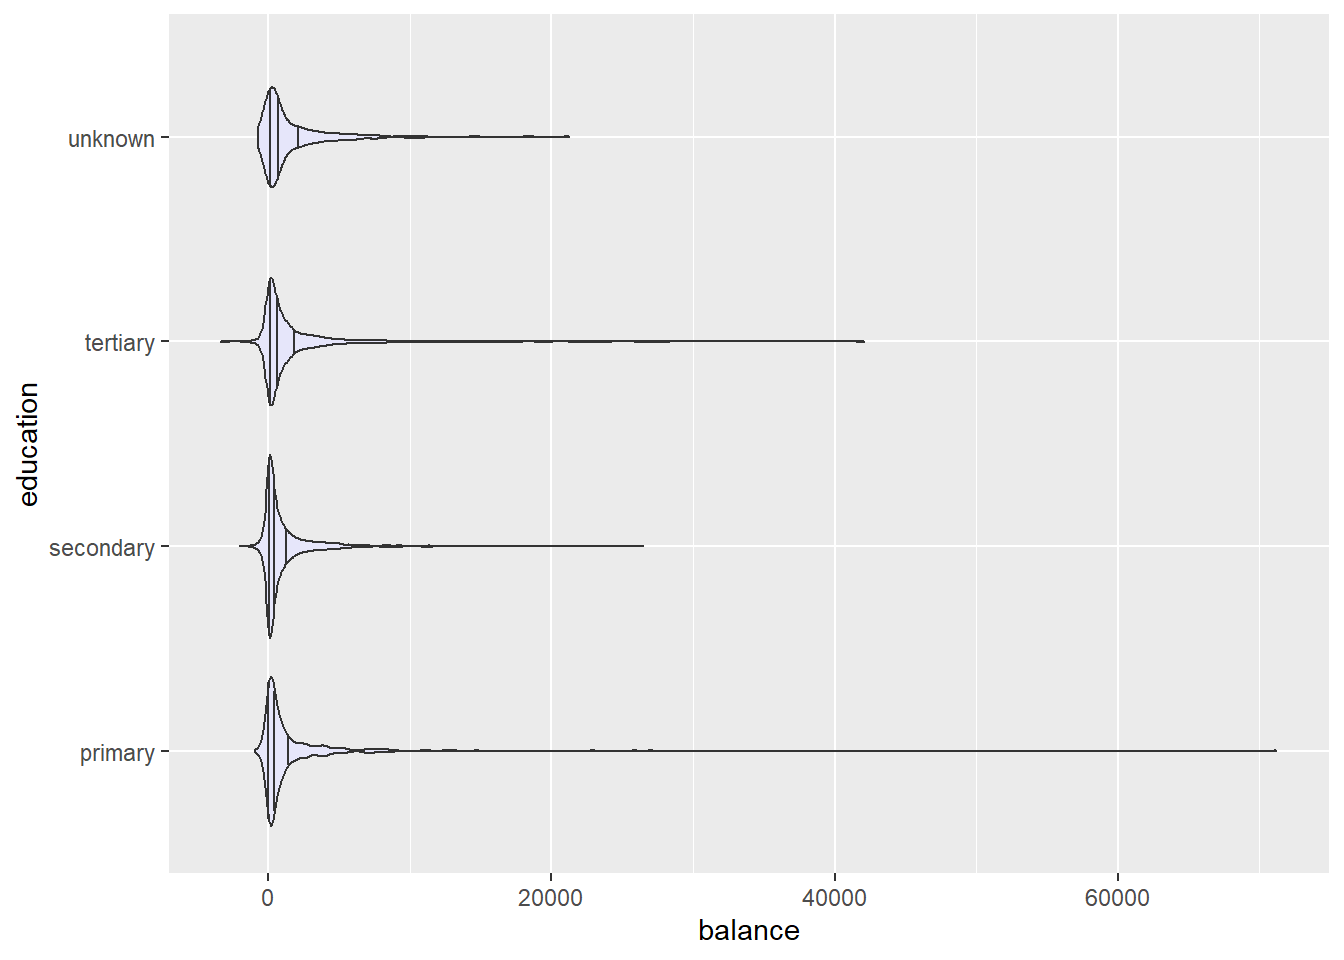 education
unknown
tertiary
secondary
primary
0 20000 40000 60000
balance